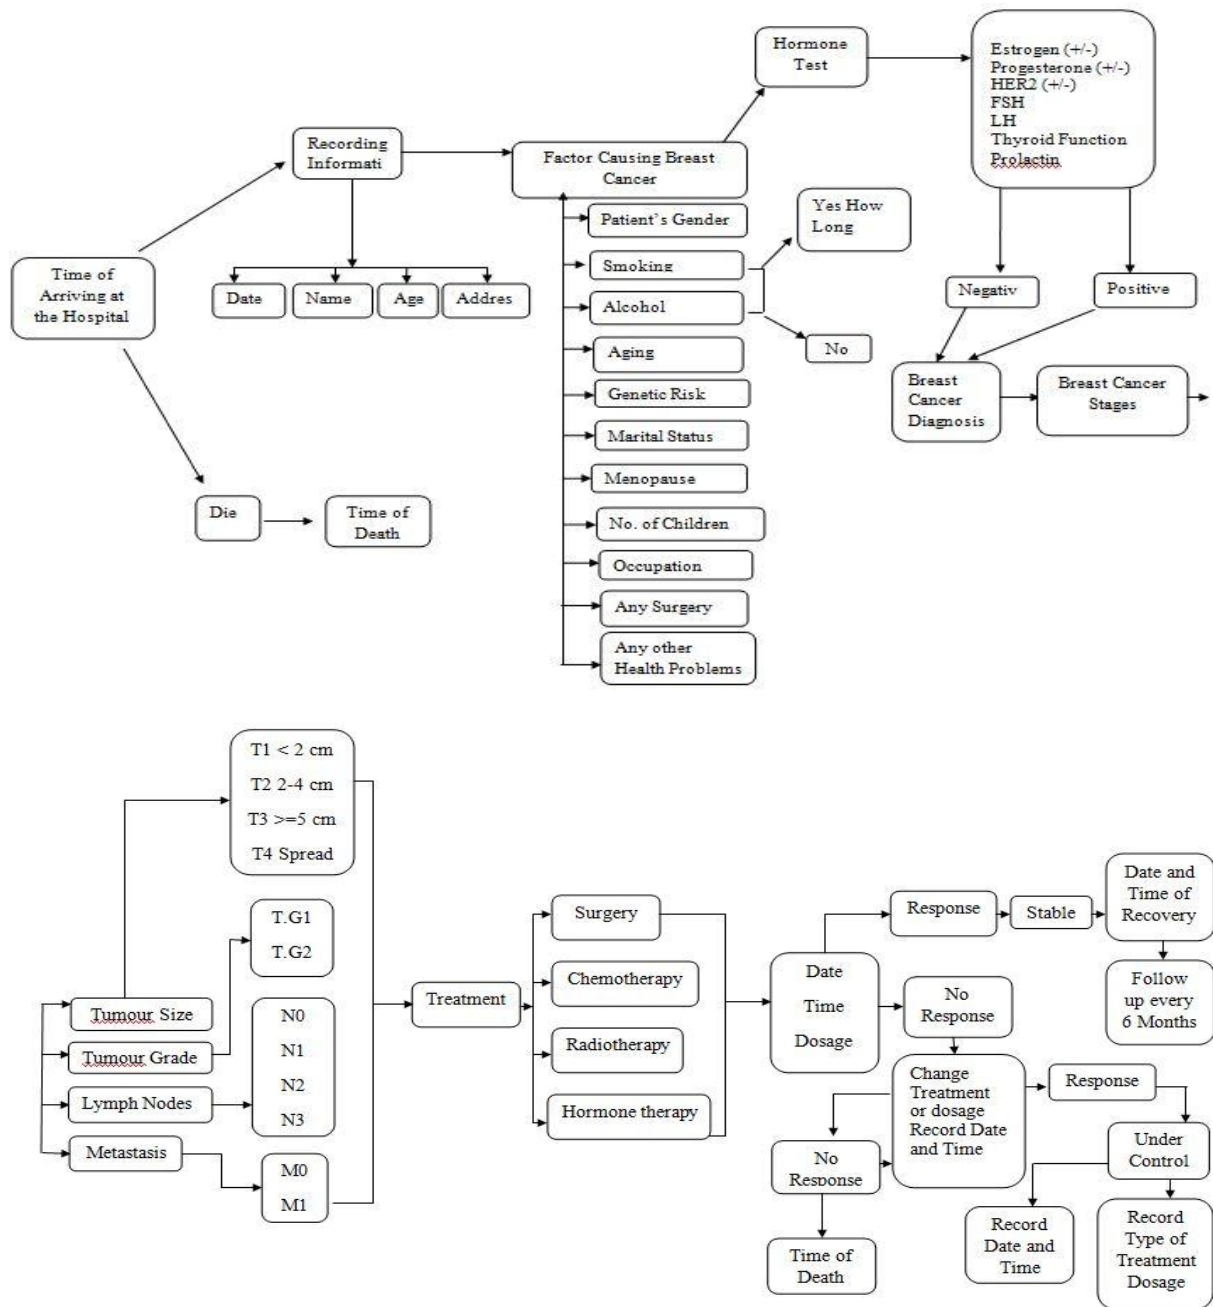 Hormone
Test
Estrogen (+/-)
Progesterone (+/-)
HER2 (+/-)
FSH
LH
Thyroid Function
Prolactin
Recording
Informati
Factor Causing Breast
Cancer
Time of
Arriving at
the Hospital
Date
Name
Age
Addres
Patient's Gender
Smoking
Alcohol
Aging
Genetic Risk
Marital Status
Menopause
No. of Children
Occupation
Any Surgery
Any other
Health Problems
Yes How
Long
No
Negativ
Positive
Breast
Cancer
Diagnosis
Breast Cancer
Stages
Die
Time of
Death
T1 < 2 cm
T2 2-4 cm
T3 >=5 cm
T4 Spread
T.G1
T.G2
Tumour Size
Tumour Grade
Lymph Nodes
Metastasis
N0
N1
N2
N3
M0
M1
Treatment
Surgery
Chemotherapy
Radiotherapy
Hormone therapy
Date
Time
Dosage
Response
Stable
Date and
Time of
Recovery
Follow
up every
6 Months
No
Response
Change
Treatment
or dosage
Record Date
and Time
Response
Under
Control
No
Response
Time of
Death
Record
Date and
Time
Record
Type of
Treatment
Dosage